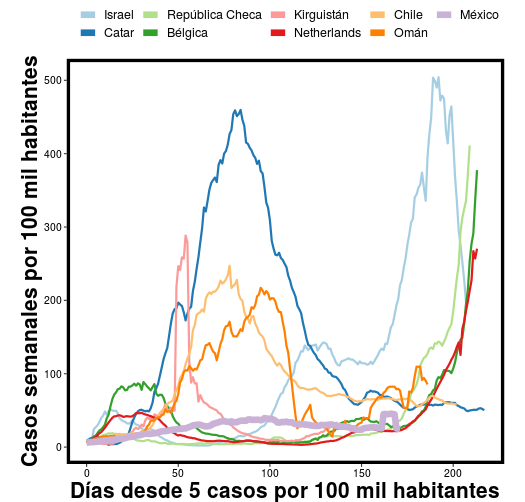 Israel República Checa Kirguistán Chile México
Catar Bélgica Netherlands Omán
Casos semanales por 100 mil habitantes
500
400
300
200
100
0
0 50 100 150 200
Días desde 5 casos por 100 mil habitantes